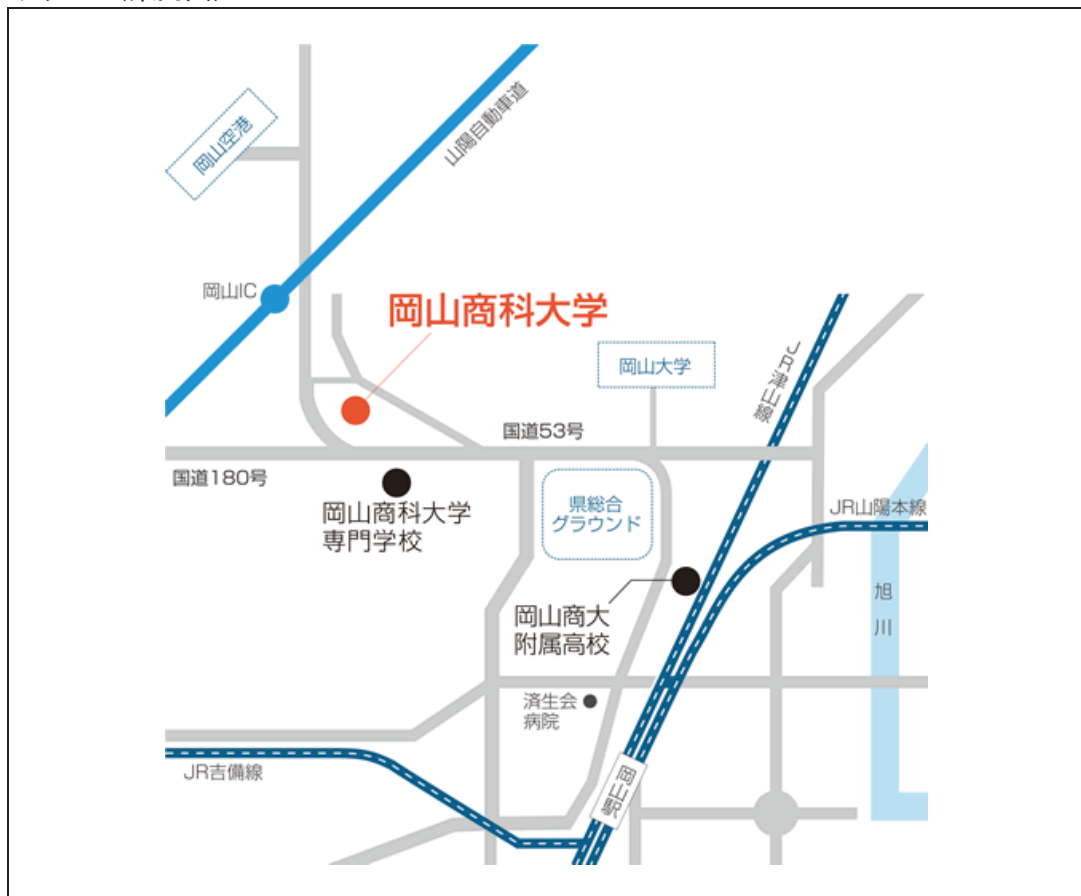 岡山空港
山陽自動車道
岡山IC
岡山商科大学
岡山大学
JR津山線
国道53号
国道180号
岡山商科大学
専門学校
県総合
グラウンド
JR山陽本線
旭川
岡山商大
附属高校
済生会
病院
JR吉備線
岡山駅